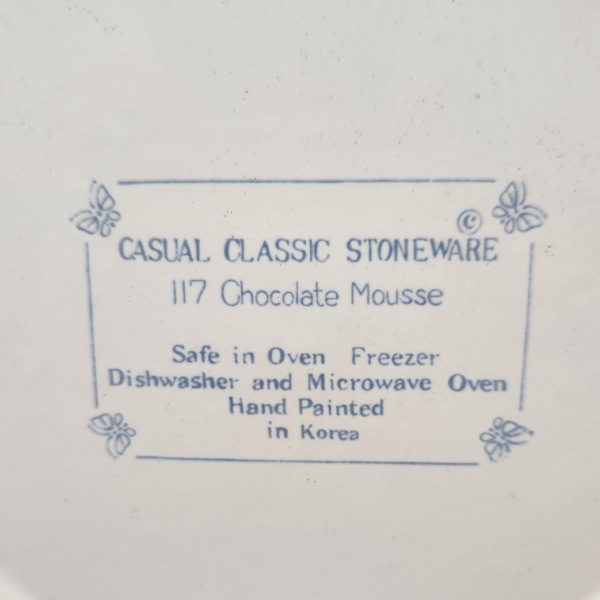 ©
CASUAL CLASSIC STONEWARE
117 Chocolate Mousse
Safe in Oven Freezer
Dishwasher and Microwave Oven
Hand Painted
in Korea